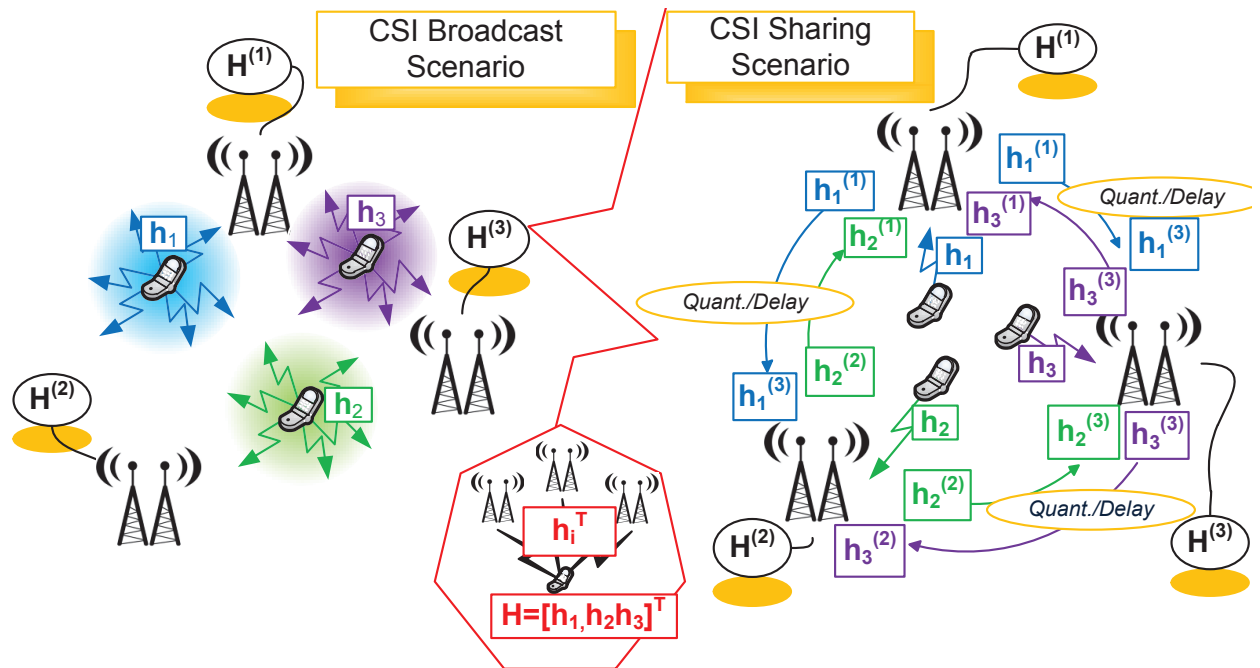 CSI Broadcast
Scenario
H⁽¹⁾
h₁
h₃
H⁽³⁾
H⁽²⁾
h₂
hᵢᵀ
H=[h₁,h₂h₃]ᵀ
CSI Sharing
Scenario
H⁽¹⁾
h₁⁽¹⁾
h₁⁽¹⁾
Quant./Delay
h₃⁽¹⁾
h₂⁽¹⁾
h₁⁽³⁾
h₁
h₃⁽³⁾
Quant./Delay
h₃
h₂⁽²⁾
h₁⁽³⁾
h₂
h₂⁽³⁾
h₃⁽³⁾
h₂⁽²⁾
Quant./Delay
H⁽²⁾
h₃⁽²⁾
H⁽³⁾